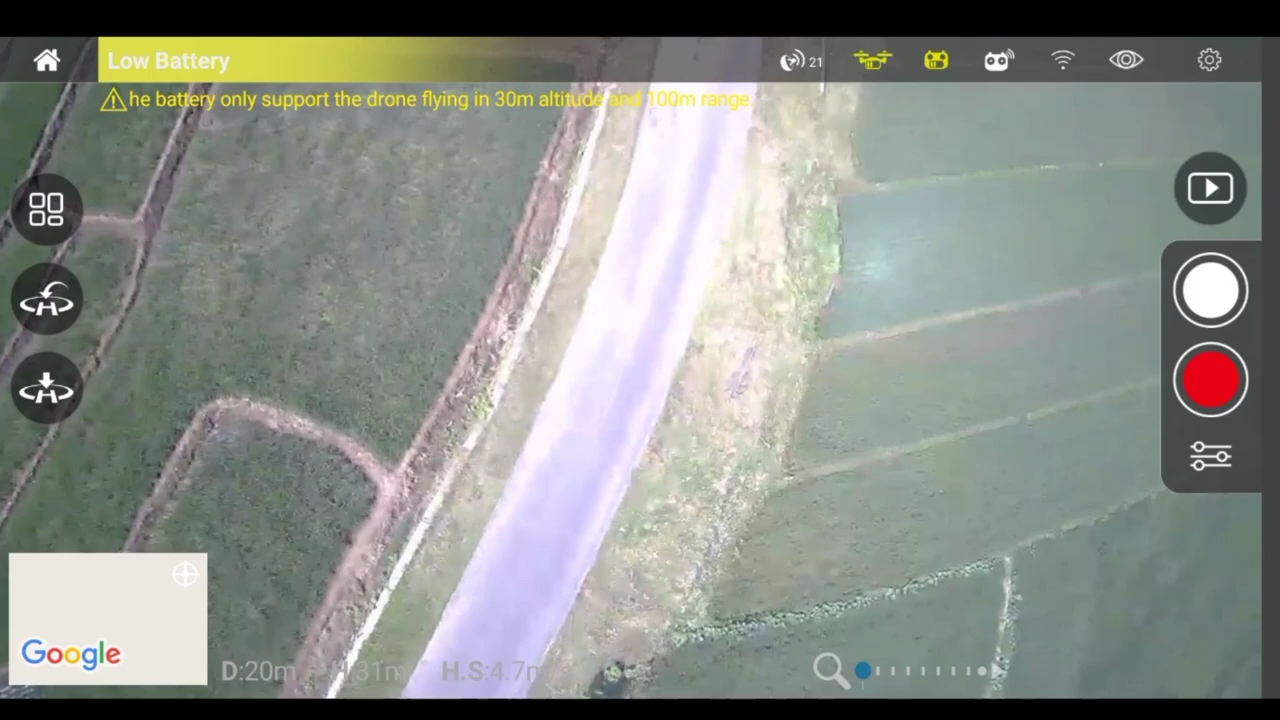 Low Battery
21
he battery only support the drone flying in 30m altitude and 100m range
Google
D:20m H:31m H.S:4.7m